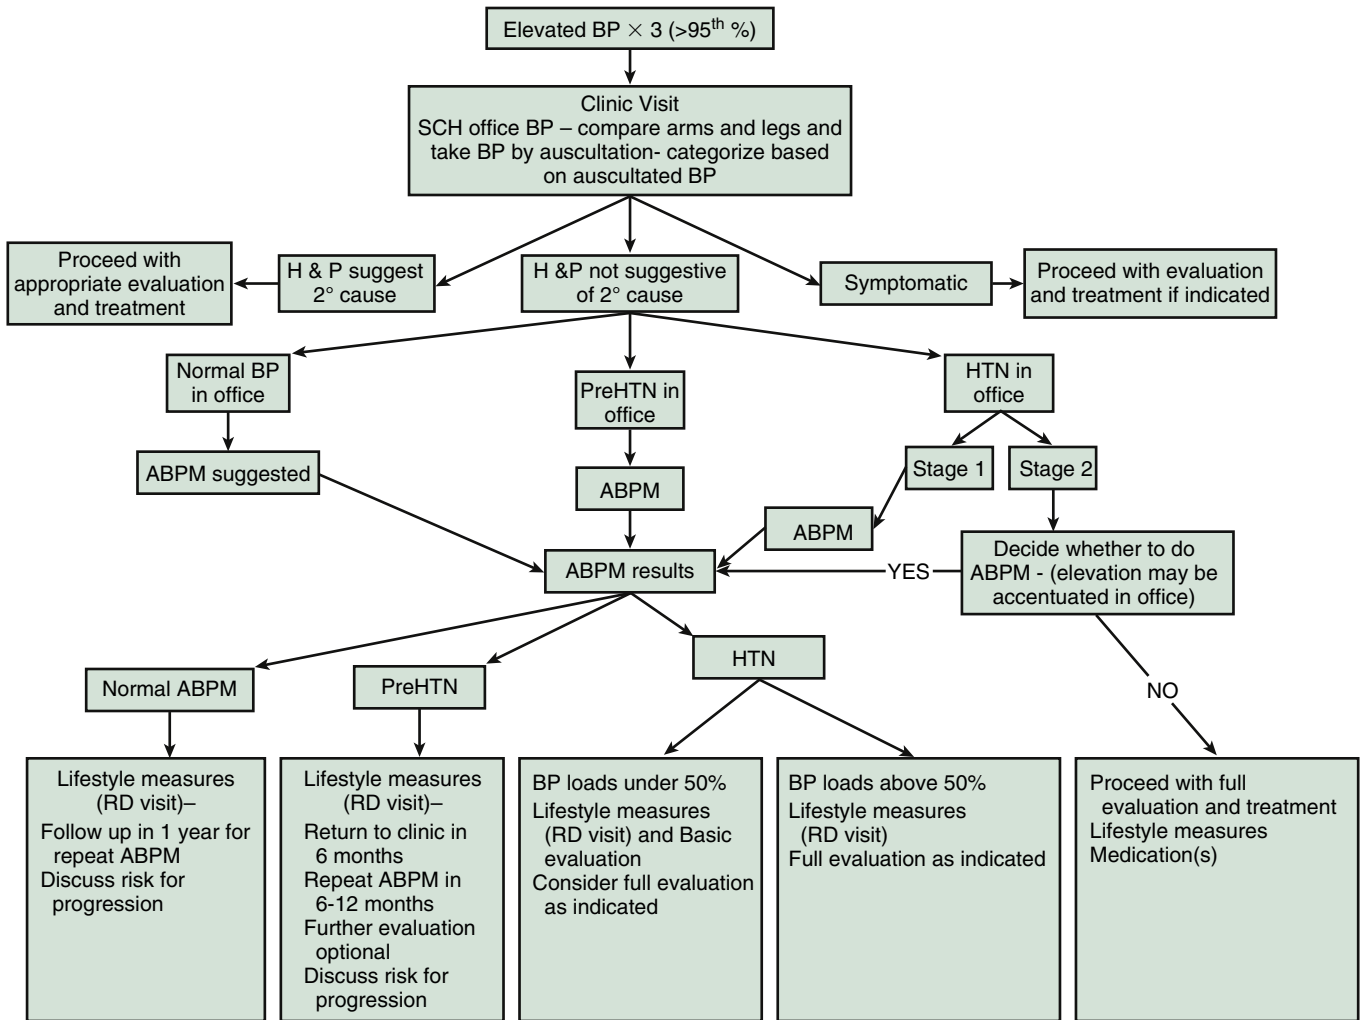 Elevated BP × 3 (>95th %)
Clinic Visit
SCH office BP – compare arms and legs and
take BP by auscultation- categorize based
on auscultated BP
Proceed with
appropriate evaluation
and treatment
H & P suggest
2° cause
H &P not suggestive
of 2° cause
Symptomatic
Proceed with evaluation
and treatment if indicated
Normal BP
in office
PreHTN in
office
HTN in
office
ABPM suggested
ABPM
Stage 1
Stage 2
ABPM
ABPM results
YES
Decide whether to do
ABPM - (elevation may be
accentuated in office)
Normal ABPM
PreHTN
HTN
NO
Lifestyle measures
(RD visit)–
Follow up in 1 year for
repeat ABPM
Discuss risk for
progression
Lifestyle measures
(RD visit)–
Return to clinic in
6 months
Repeat ABPM in
6-12 months
Further evaluation
optional
Discuss risk for
progression
BP loads under 50%
Lifestyle measures
(RD visit) and Basic
evaluation
Consider full evaluation
as indicated
BP loads above 50%
Lifestyle measures
(RD visit)
Full evaluation as indicated
Proceed with full
evaluation and treatment
Lifestyle measures
Medication(s)